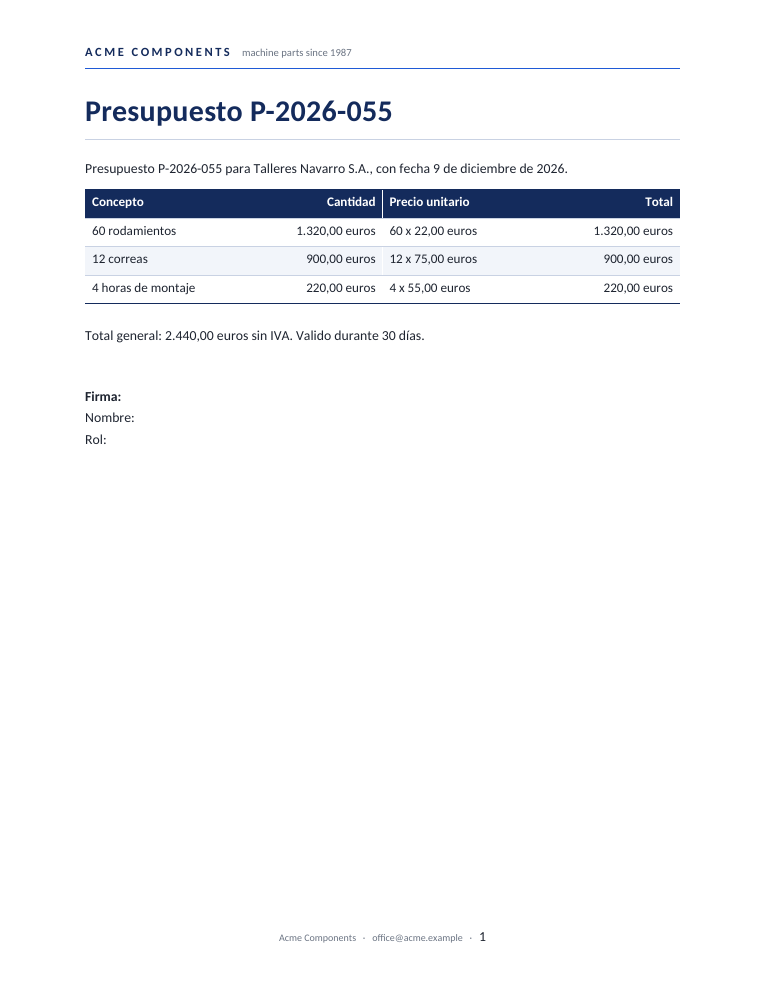 ACME COMPONENTS machine parts since 1987
Presupuesto P-2026-055
Presupuesto P-2026-055 para Talleres Navarro S.A., con fecha 9 de diciembre de 2026.
Concepto Cantidad Precio unitario Total
60 rodamientos 1.320,00 euros 60 x 22,00 euros 1.320,00 euros
12 correas 900,00 euros 12 x 75,00 euros 900,00 euros
4 horas de montaje 220,00 euros 4 x 55,00 euros 220,00 euros
Total general: 2.440,00 euros sin IVA. Valido durante 30 días.
Firma:
Nombre:
Rol:
Acme Components · office@acme.example · 1